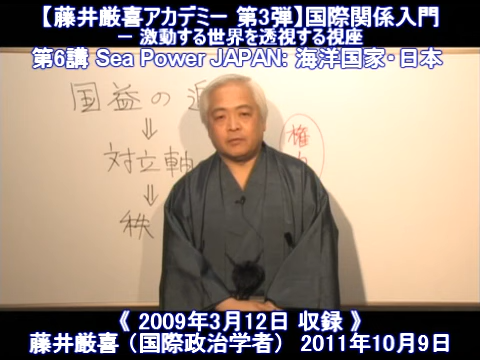 【藤井厳喜アカデミー 第3弾】国際関係入門
－ 激動する世界を透視する視座
第6講 Sea Power JAPAN: 海洋国家・日本
国益の
⇓
対立軸
⇓
秩
権
《 2009年3月12日 収録 》
藤井厳喜（国際政治学者） 2011年10月9日